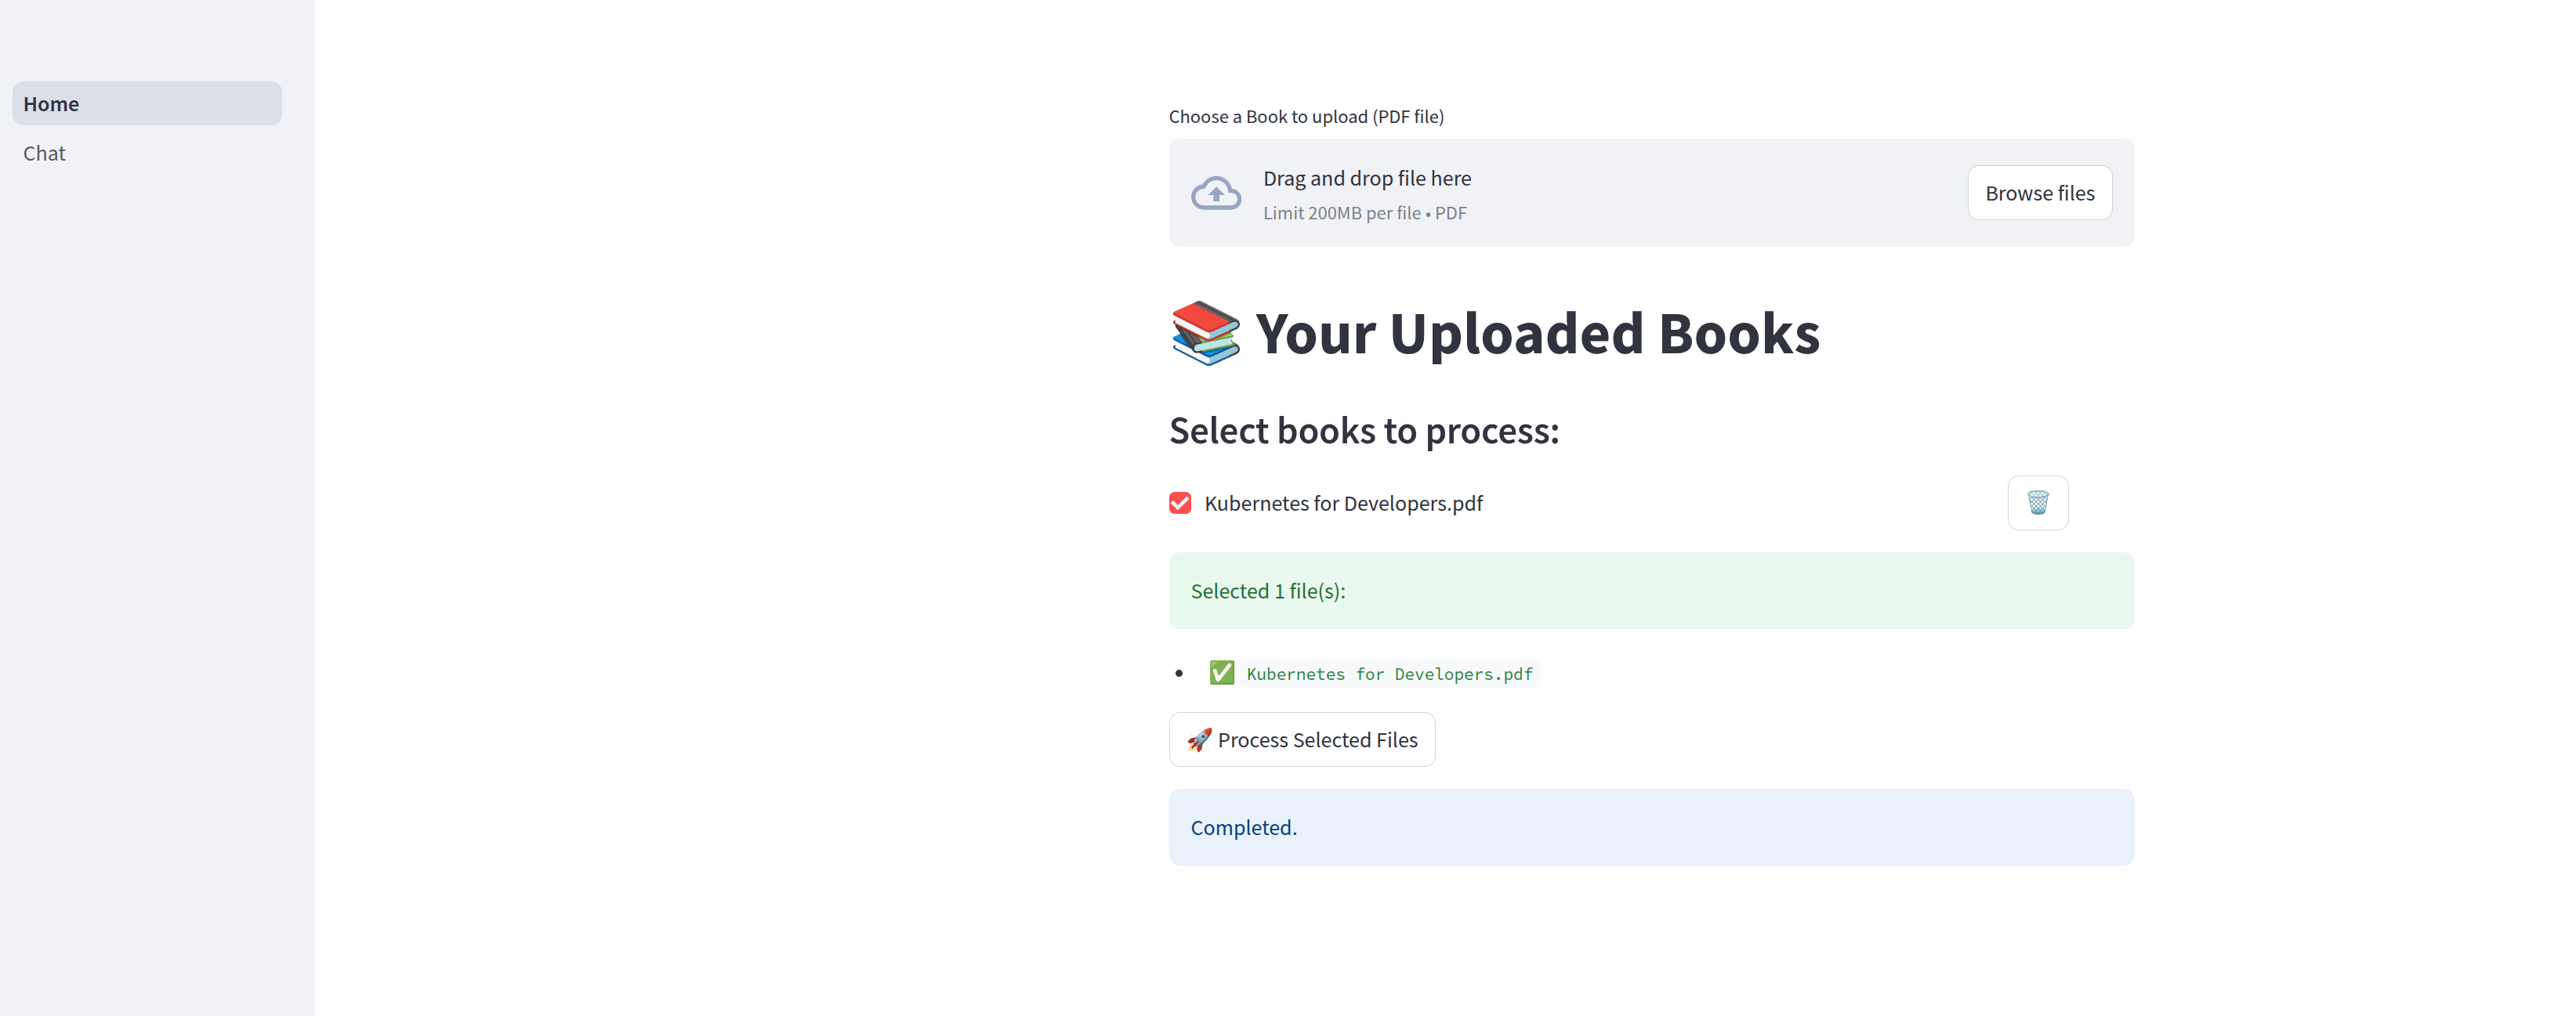 Home
Chat
Choose a Book to upload (PDF file)
Drag and drop file here
Limit 200MB per file • PDF
Browse files
📚 Your Uploaded Books
Select books to process:
Kubernetes for Developers.pdf
Selected 1 file(s):
• ✅ Kubernetes for Developers.pdf
🚀 Process Selected Files
Completed.